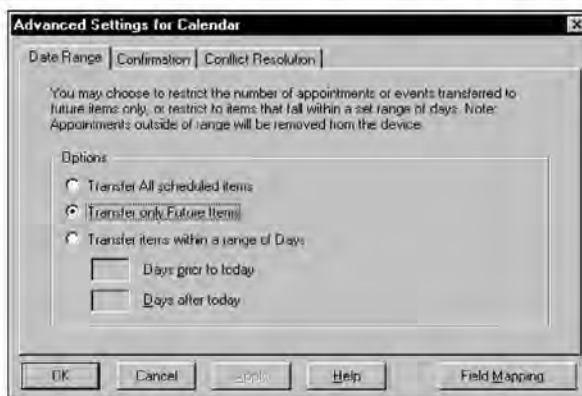 Advanced Settings for Calendar
Date Range Confirmation Conflict Resolution
You may choose to restrict the number of appointments or events transferred to
future items only, or restrict to items that fall within a set range of days. Note:
Appointments outside of range will be removed from the device.
Options
Transfer All scheduled items
Transfer only Future Items
Transfer items within a range of Days
Days prior to today
Days after today
OK Cancel Apply Help Field Mapping